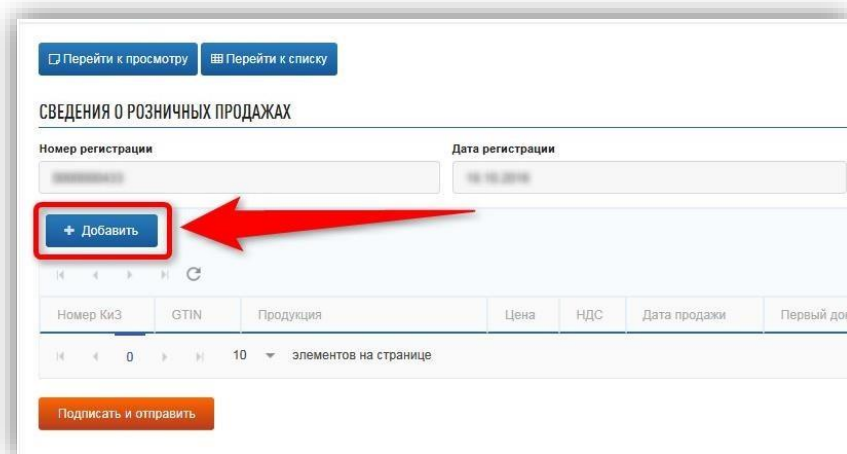 Перейти к просмотру Перейти к списку
СВЕДЕНИЯ О РОЗНИЧНЫХ ПРОДАЖАХ
Номер регистрации Дата регистрации
+ Добавить
Номер КиЗ GTIN Продукция Цена НДС Дата продажи Первый
0 10 элементов на странице
Подписать и отправить